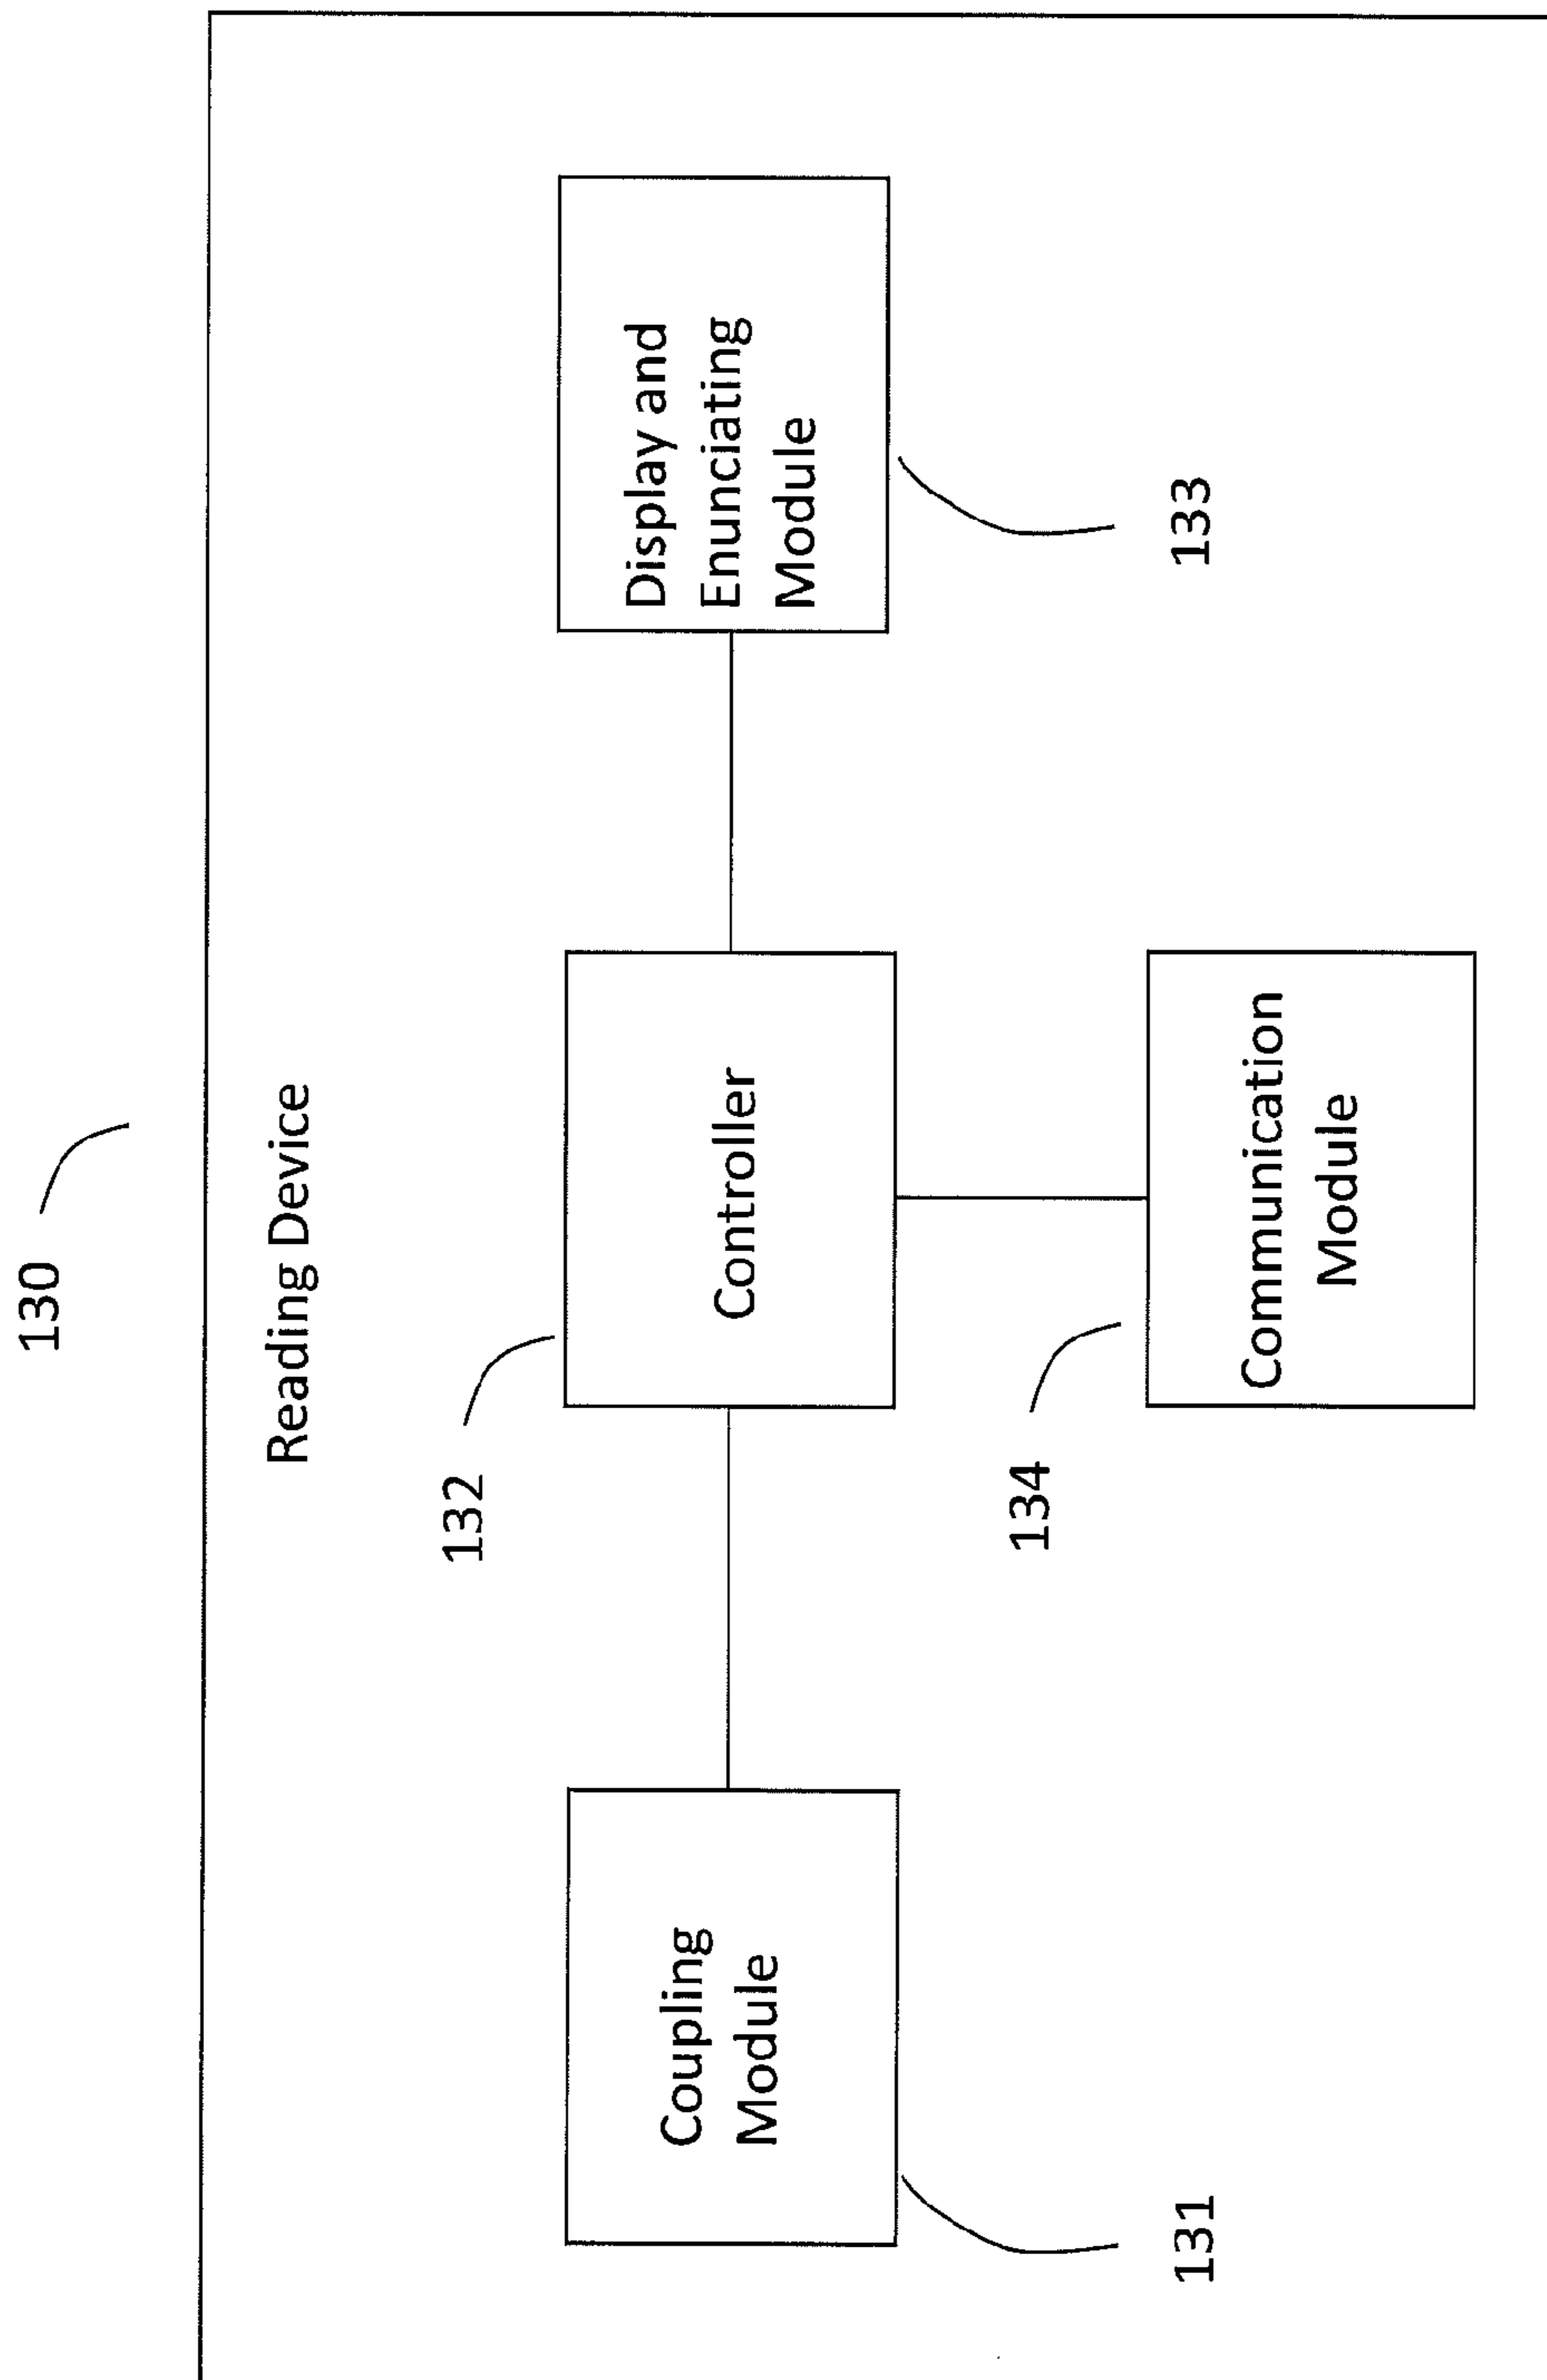 130
Reading Device
132
Coupling
Module
Controller
Display and
Enunciating
Module
131
134
133
Communication
Module